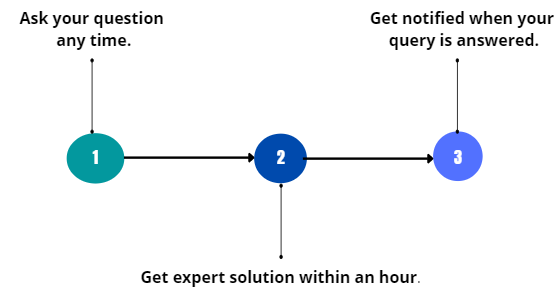 Ask your question
any time.
Get notified when your
query is answered.
1
2
3
Get expert solution within an hour.